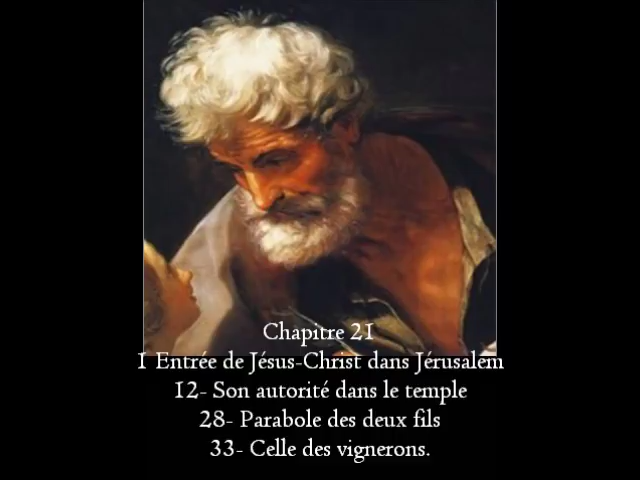 Chapitre 21
1 Entrée de Jésus-Christ dans Jérusalem
12- Son autorité dans le temple
28- Parabole des deux fils
33- Celle des vignerons.